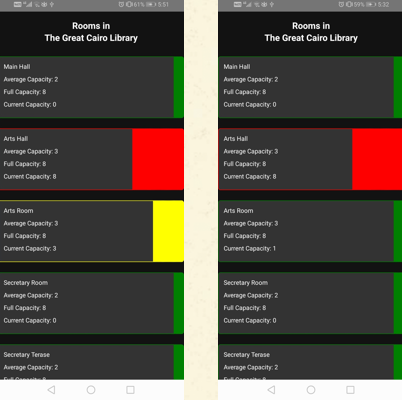 61% 5:51
Rooms in
The Great Cairo Library
Main Hall
Average Capacity: 2
Full Capacity: 8
Current Capacity: 0
Arts Hall
Average Capacity: 3
Full Capacity: 8
Current Capacity: 8
Arts Room
Average Capacity: 3
Full Capacity: 8
Current Capacity: 3
Secretary Room
Average Capacity: 2
Full Capacity: 8
Current Capacity: 0
Secretary Terase
Average Capacity: 2
Full Capacity: 8
59% 5:32
Rooms in
The Great Cairo Library
Main Hall
Average Capacity: 2
Full Capacity: 8
Current Capacity: 0
Arts Hall
Average Capacity: 3
Full Capacity: 8
Current Capacity: 8
Arts Room
Average Capacity: 3
Full Capacity: 8
Current Capacity: 1
Secretary Room
Average Capacity: 2
Full Capacity: 8
Current Capacity: 0
Secretary Terase
Average Capacity: 2
Full Capacity: 8